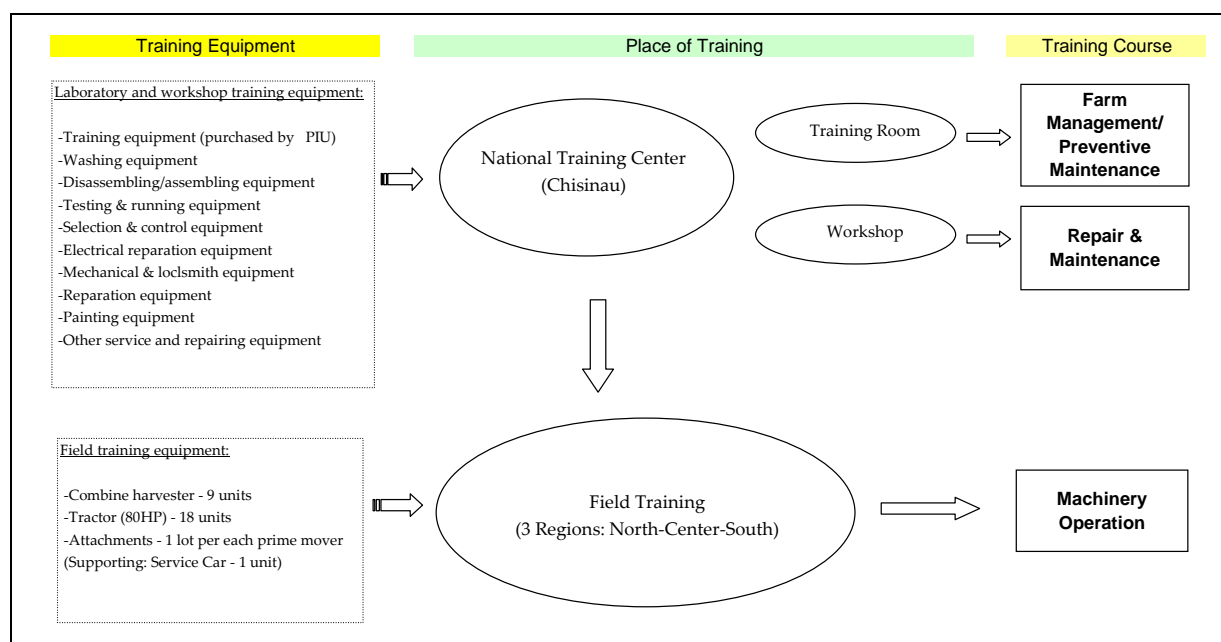 Training Equipment
Place of Training
Training Course
Laboratory and workshop training equipment:
-Training equipment (purchased by PIU)
-Washing equipment
-Disassembling/assembling equipment
-Testing & running equipment
-Selection & control equipment
-Electrical reparation equipment
-Mechanical & loclsmith equipment
-Reparation equipment
-Painting equipment
-Other service and repairing equipment
National Training Center
(Chisinau)
Training Room
Workshop
Farm
Management/
Preventive
Maintenance
Repair &
Maintenance
Field training equipment:
-Combine harvester - 9 units
-Tractor (80HP) - 18 units
-Attachments - 1 lot per each prime mover
(Supporting: Service Car - 1 unit)
Field Training
(3 Regions: North-Center-South)
Machinery
Operation